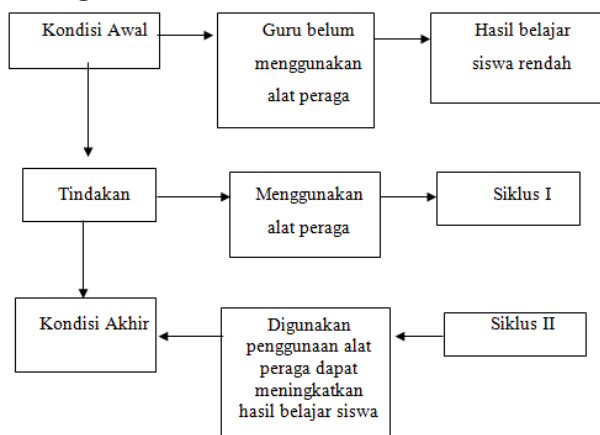 Kondisi Awal
Guru belum
menggunakan
alat peraga
Hasil belajar
siswa rendah
Tindakan
Menggunakan
alat peraga
Siklus I
Kondisi Akhir
Digunakan
penggunaan alat
peraga dapat
meningkatkan
hasil belajar siswa
Siklus II